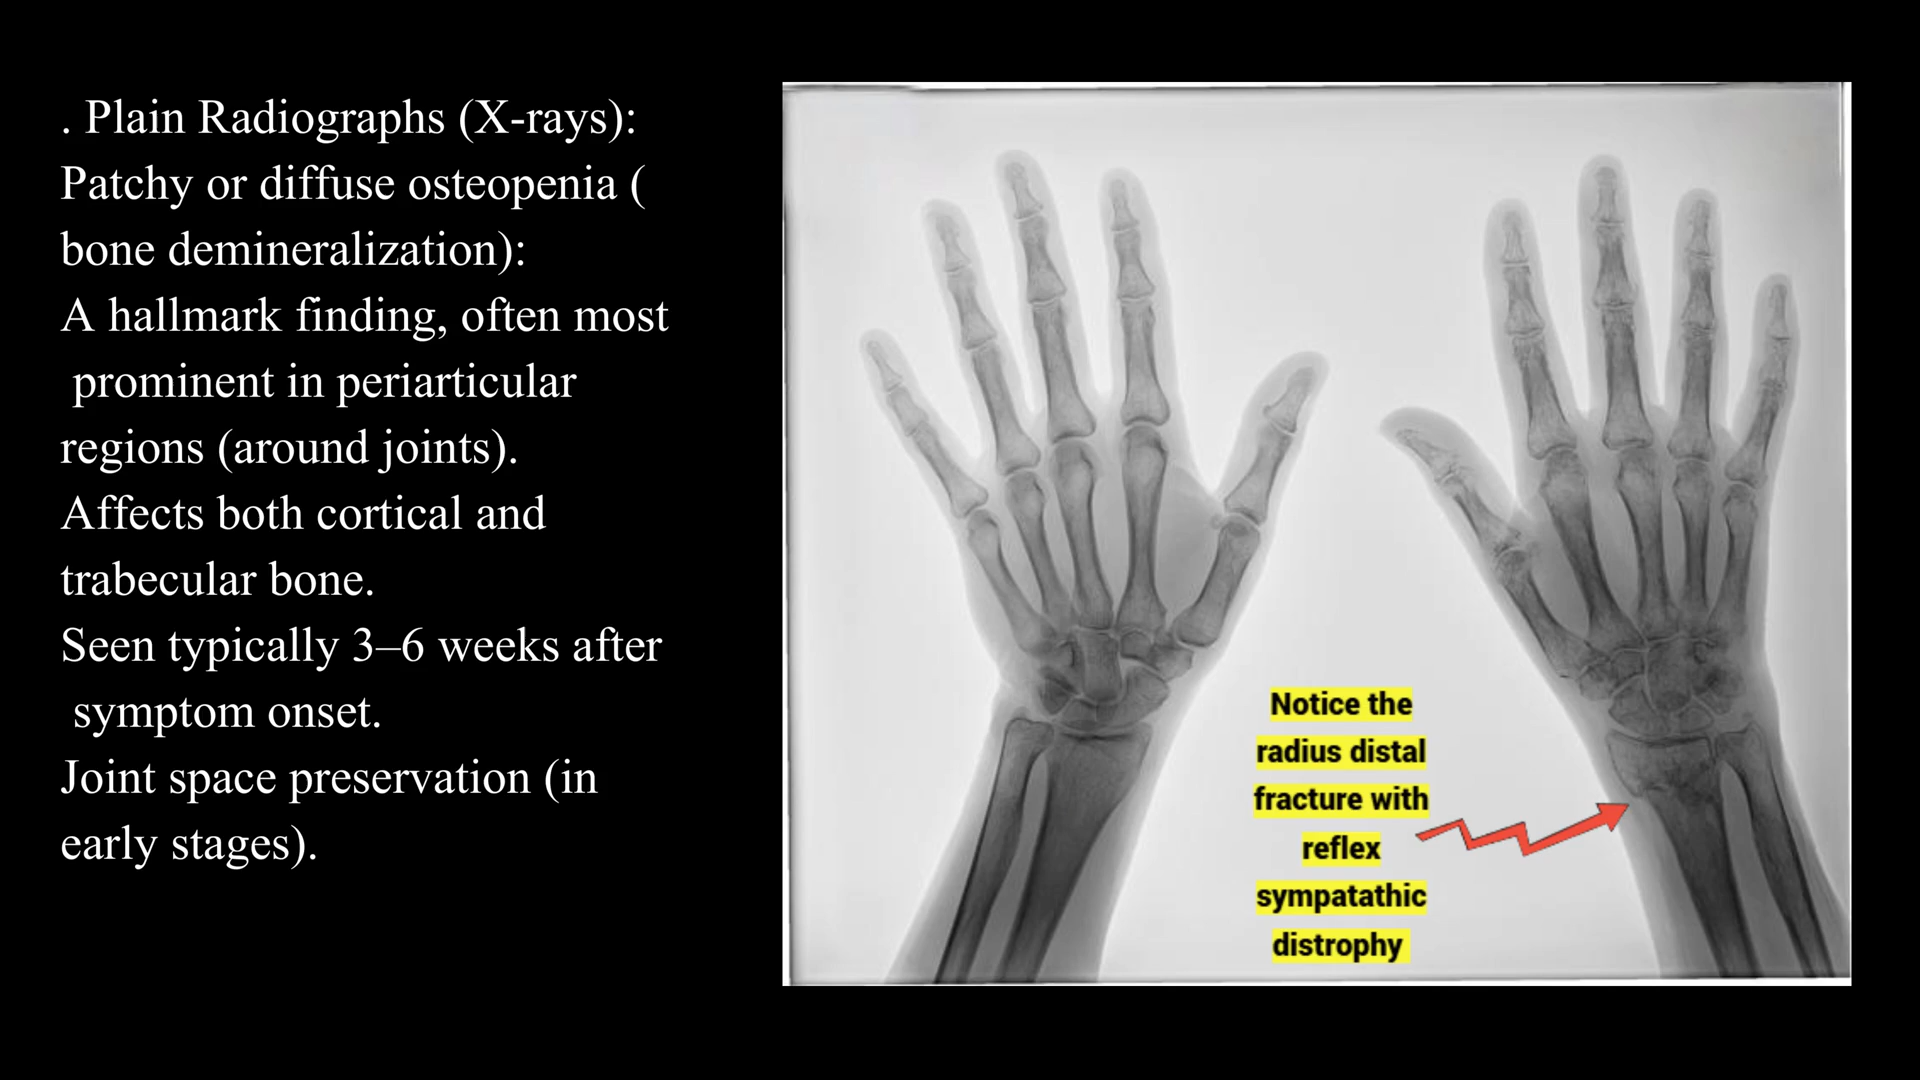 . Plain Radiographs (X-rays):
Patchy or diffuse osteopenia (
bone demineralization):
A hallmark finding, often most
prominent in periarticular
regions (around joints).
Affects both cortical and
trabecular bone.
Seen typically 3–6 weeks after
symptom onset.
Joint space preservation (in
early stages).
Notice the
radius distal
fracture with
reflex
sympatathic
distrophy